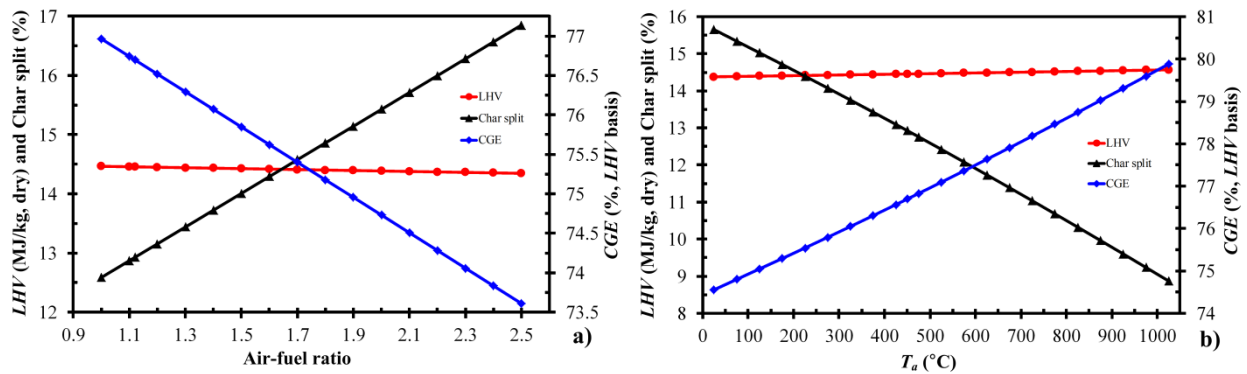 LHV (MJ/kg, dry) and Char split (%)
17
16
15
14
13
12
0.9 1.1 1.3 1.5 1.7 1.9 2.1 2.3 2.5
Air-fuel ratio
77
76.5
76
75.5
75
74.5
74
73.5
CGE (%, LHV basis)
LHV
Char split
CGE
a)
LHV (MJ/kg, dry) and Char split (%)
16
15
14
13
12
11
10
9
8
0 100 200 300 400 500 600 700 800 900 1000
Ta (°C)
81
80
79
78
77
76
75
74
CGE (%, LHV basis)
LHV
Char split
CGE
b)